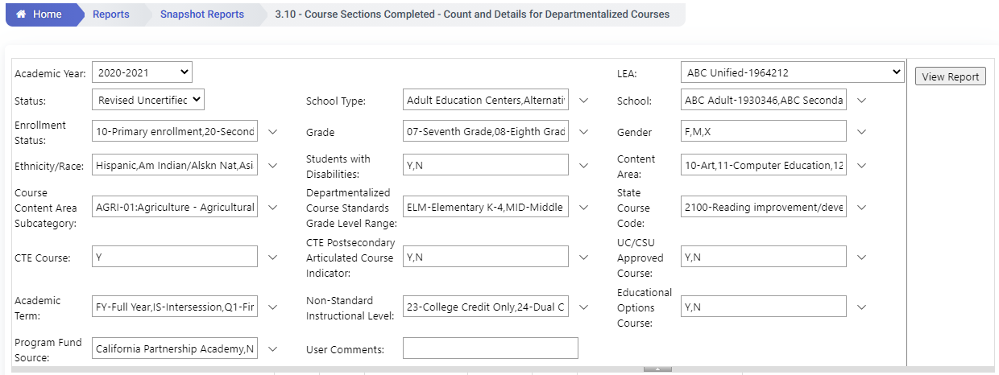 Home Reports Snapshot Reports 3.10 - Course Sections Completed - Count and Details for Departmentalized Courses
Academic Year: 2020-2021 LEA: ABC Unified-1964212 View Report
Status: Revised Uncertified School Type: Adult Education Centers,Alternati School: ABC Adult-1930346,ABC Seconda
Enrollment
Status: 10-Primary enrollment,20-Second Grade 07-Seventh Grade,08-Eighth Grad Gender F,M,X
Ethnicity/Race: Hispanic,Am Indian/Alskn Nat,Asi Students with
Disabilities: Y,N Content
Area: 10-Art,11-Computer Education,12
Course
Content Area
Subcategory: AGRI-01:Agriculture - Agricultural Departmentalized
Course Standards
Grade Level Range: ELM-Elementary K-4,MID-Middle State
Course
Code: 2100-Reading improvement/deve
CTE Course: Y CTE Postsecondary
Articulated Course
Indicator: Y,N UC/CSU
Approved
Course: Y,N
Academic
Term: FY-Full Year,IS-Intersession,Q1-Fir Non-Standard
Instructional Level: 23-College Credit Only,24-Dual C Educational
Options
Course: Y,N
Program Fund
Source: California Partnership Academy,N User Comments: